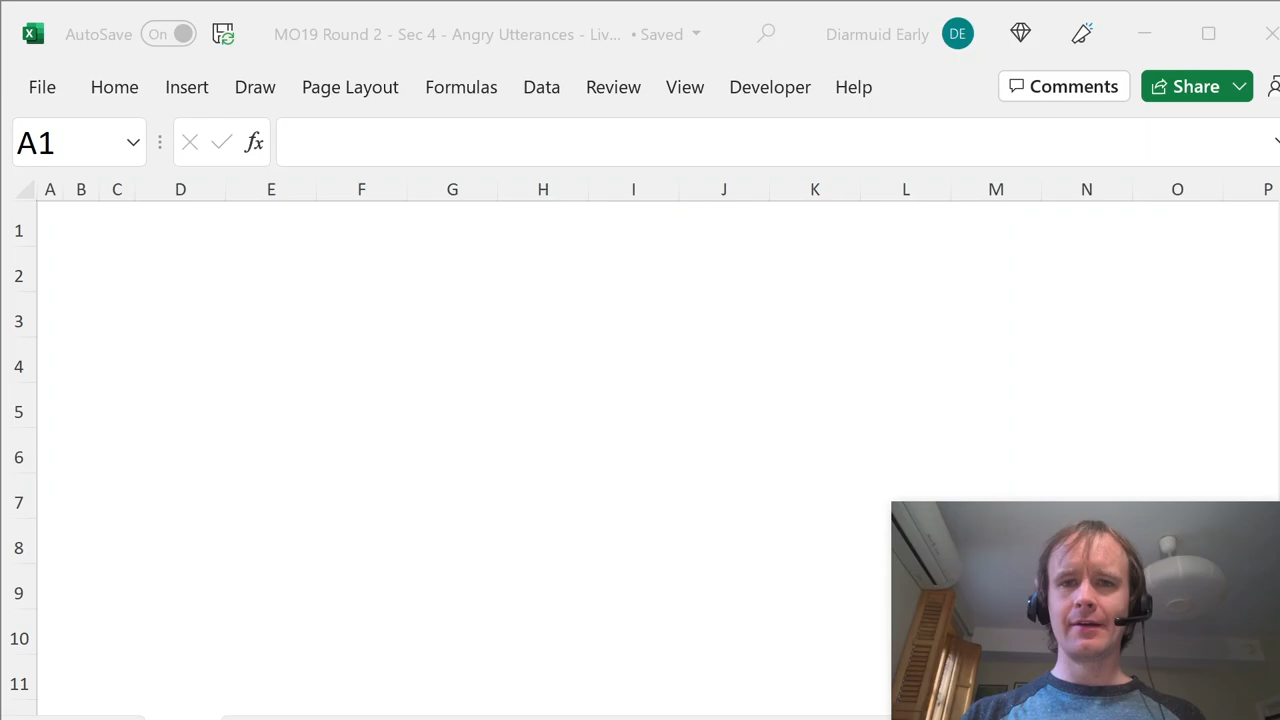 AutoSave On MO19 Round 2 - Sec 4 - Angry Utterances - Liv... • Saved Diarmuid Early DE
File Home Insert Draw Page Layout Formulas Data Review View Developer Help Comments Share
A1 fx
A B C D E F G H I J K L M N O P
1
2
3
4
5
6
7
8
9
10
11